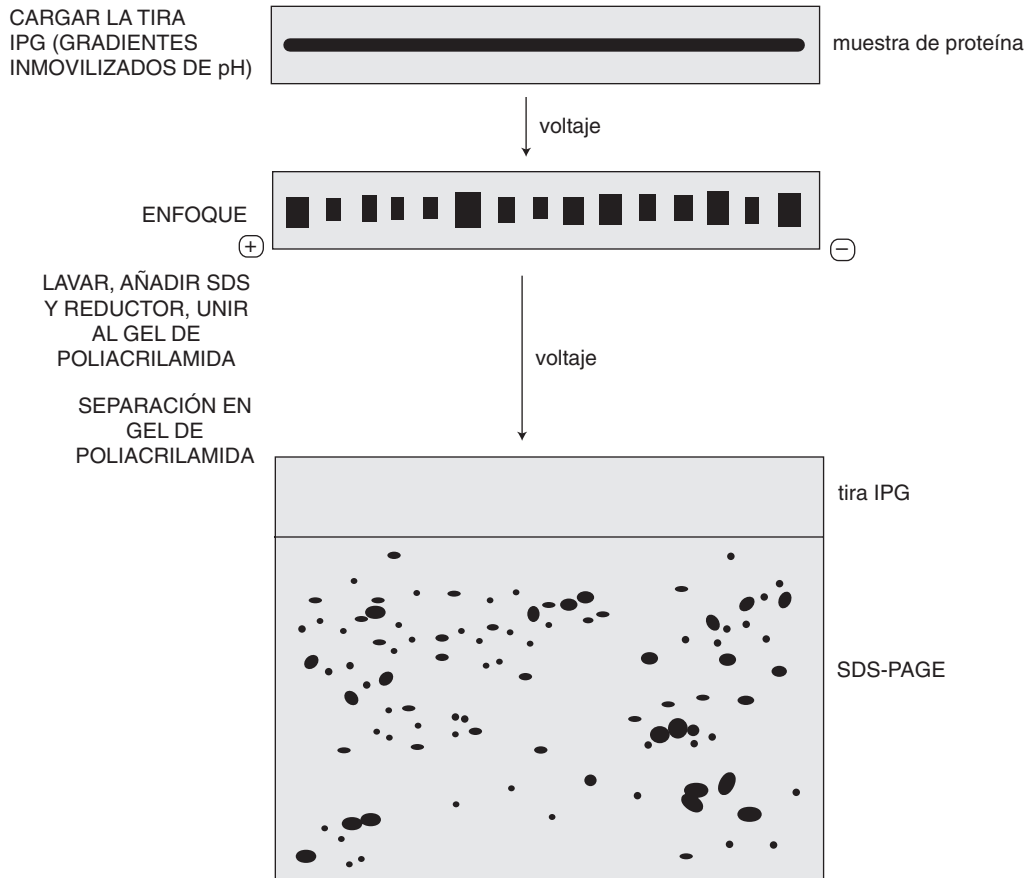 CARGAR LA TIRA
IPG (GRADIENTES
INMOVILIZADOS DE pH)
muestra de proteína
voltaje
ENFOQUE
+
−
LAVAR, AÑADIR SDS
Y REDUCTOR, UNIR
AL GEL DE
POLIACRILAMIDA
voltaje
SEPARACIÓN EN
GEL DE
POLIACRILAMIDA
tira IPG
SDS-PAGE